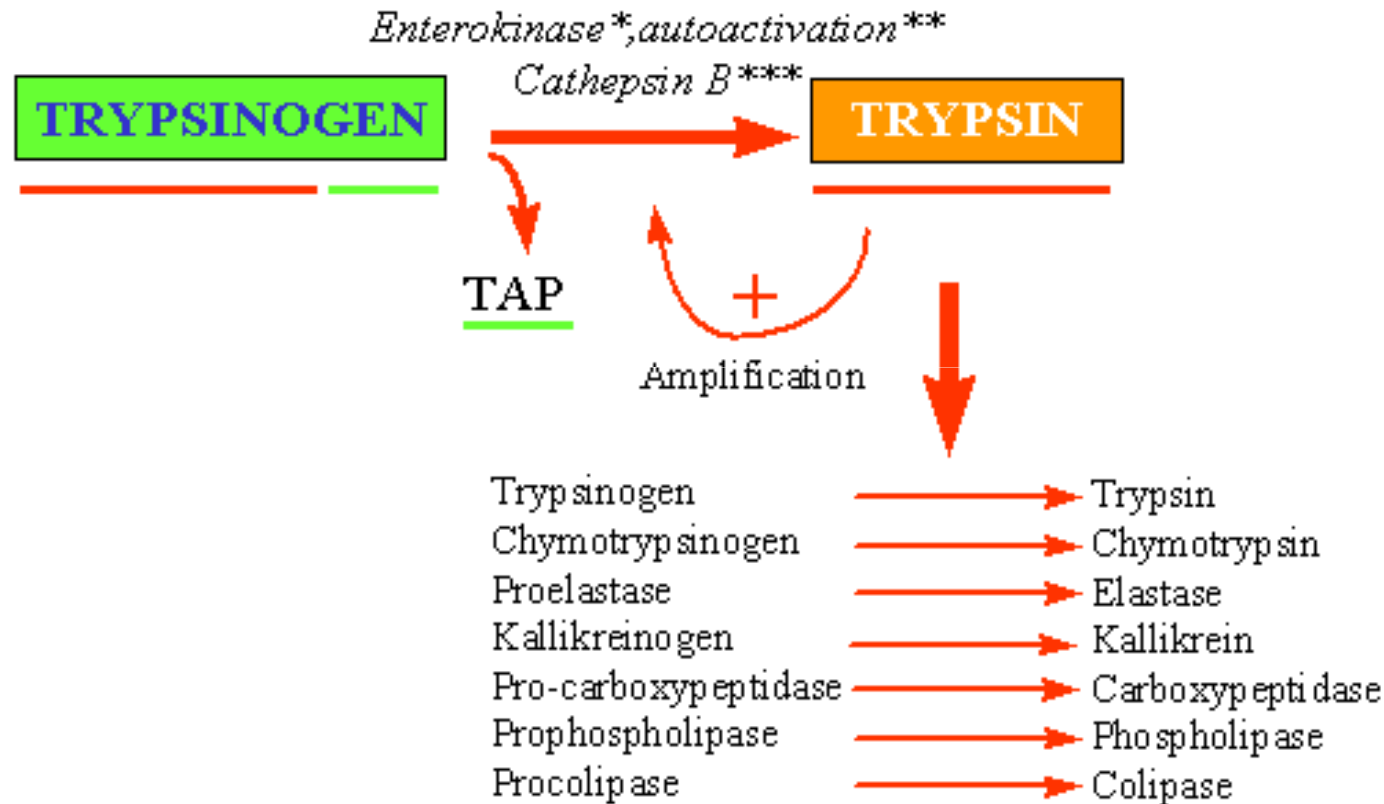 Enterokinase*,autoactivation**
Cathepsin B***
TRYPSINOGEN
TRYPSIN
TAP
+
Amplification
Trypsinogen Trypsin
Chymotrypsinogen Chymotrypsin
Proelastase Elastase
Kallikreinogen Kallikrein
Pro-carboxypeptidase Carboxypeptidase
Prophospholipase Phospholipase
Procolipase Colipase